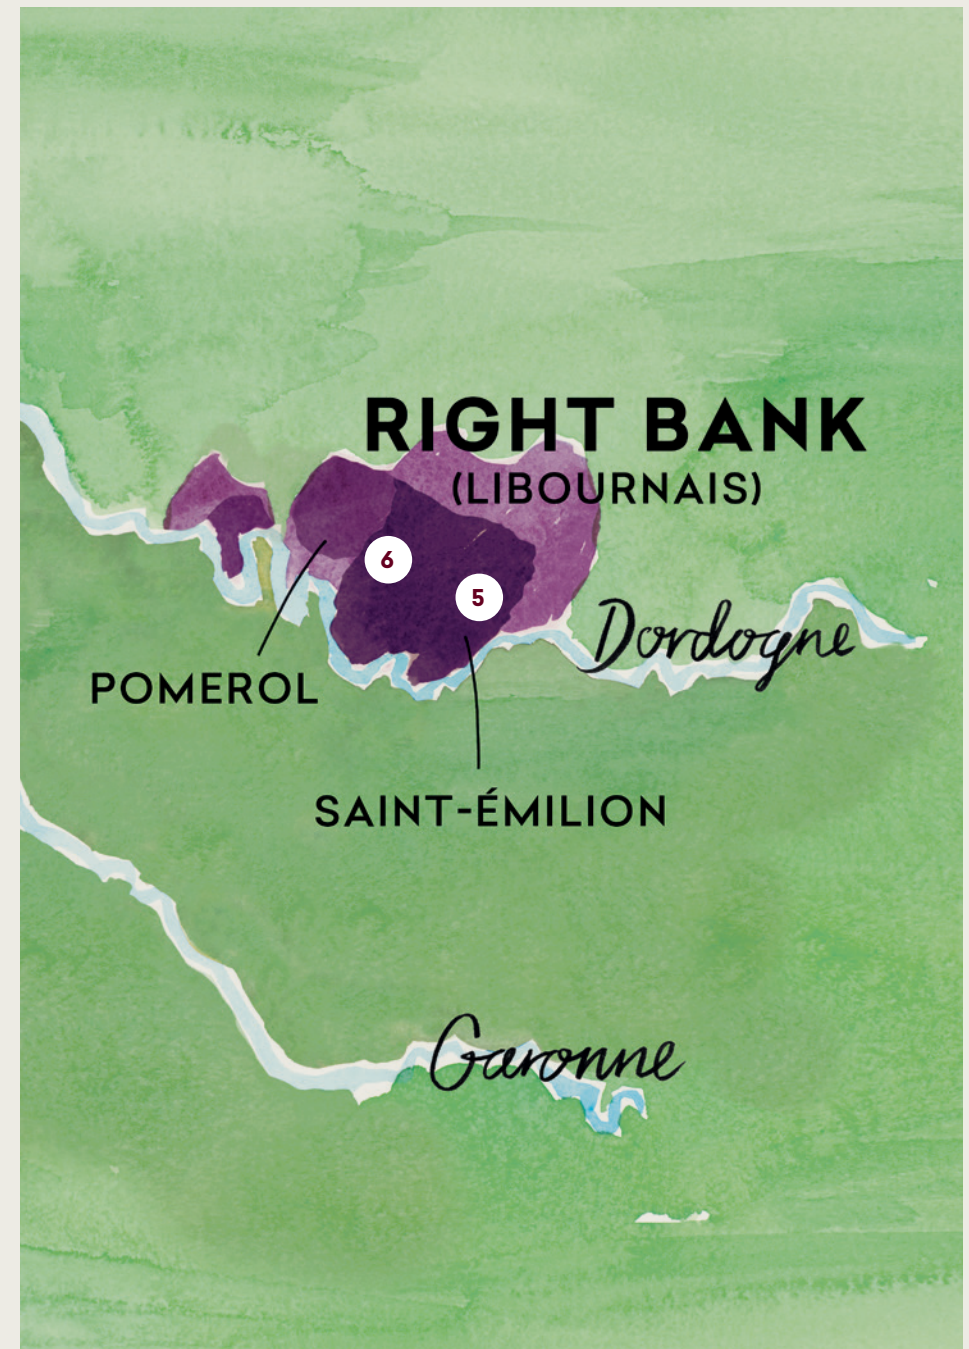 RIGHT BANK
(LIBOURNAIS)
6
5
Dordogne
POMEROL
SAINT-ÉMILION
Garonne